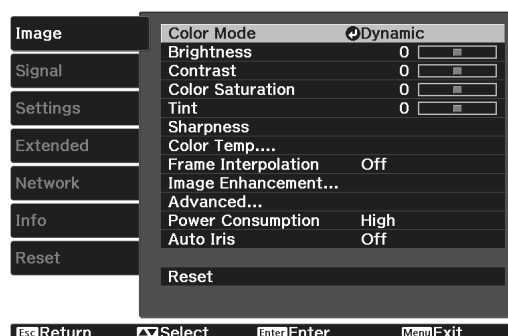 Image
Signal
Settings
Extended
Network
Info
Reset
Color Mode Dynamic
Brightness 0
Contrast 0
Color Saturation 0
Tint 0
Sharpness
Color Temp....
Frame Interpolation Off
Image Enhancement...
Advanced...
Power Consumption High
Auto Iris Off
Reset
Esc Return Select Enter Enter Menu Exit